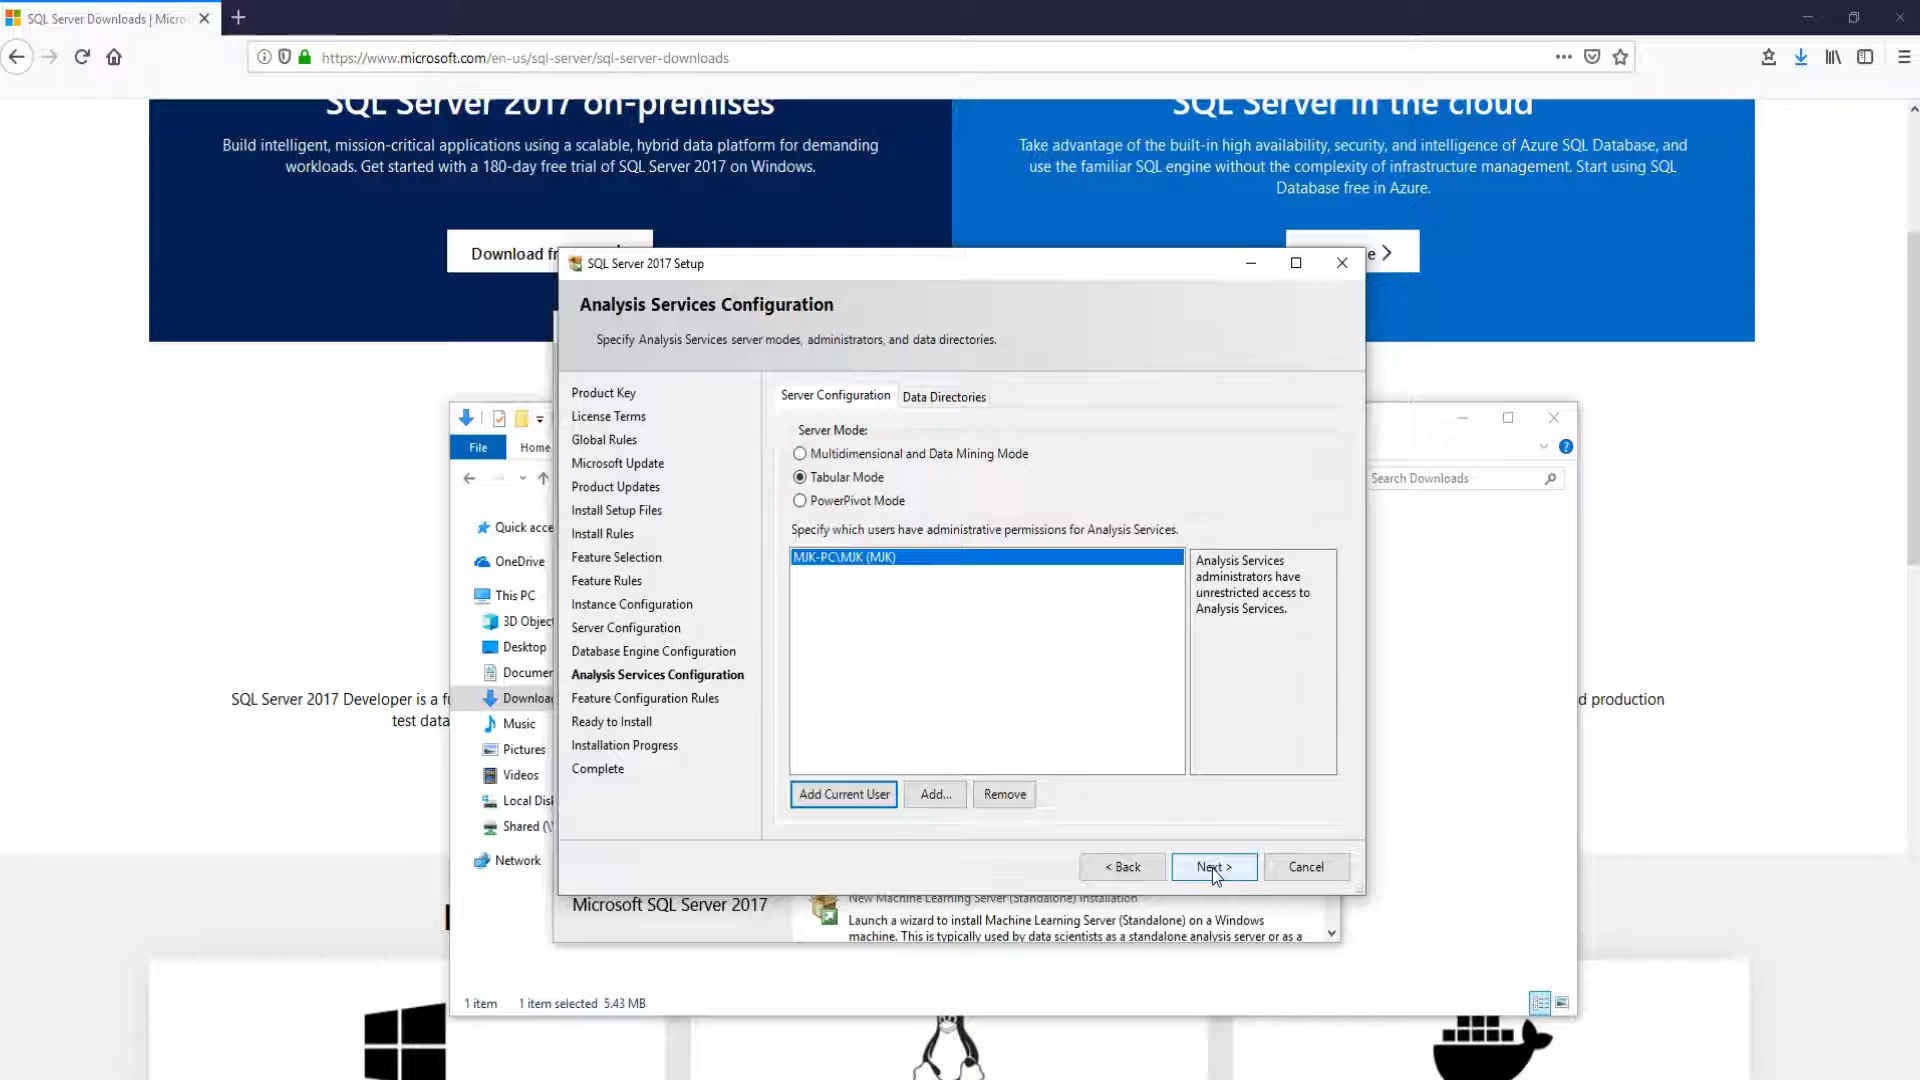 SQL Server Downloads | Micro
https://www.microsoft.com/en-us/sql-server/sql-server-downloads
SQL Server 2017 on-premises
Build intelligent, mission-critical applications using a scalable, hybrid data platform for demanding
workloads. Get started with a 180-day free trial of SQL Server 2017 on Windows.
Download
SQL Server in the cloud
Take advantage of the built-in high availability, security, and intelligence of Azure SQL Database, and
use the familiar SQL engine without the complexity of infrastructure management. Start using SQL
Database free in Azure.
SQL Server 2017 Setup
Analysis Services Configuration
Specify Analysis Services server modes, administrators, and data directories.
Product Key
License Terms
Global Rules
Microsoft Update
Product Updates
Install Setup Files
Install Rules
Feature Selection
Feature Rules
Instance Configuration
Server Configuration
Database Engine Configuration
Analysis Services Configuration
Feature Configuration Rules
Ready to Install
Installation Progress
Complete
Server Configuration
Data Directories
Server Mode:
Multidimensional and Data Mining Mode
Tabular Mode
PowerPivot Mode
Specify which users have administrative permissions for Analysis Services.
MJK-PC\MJK (MJK)
Analysis Services
administrators have
unrestricted access to
Analysis Services.
Add Current User
Add...
Remove
< Back
Next >
Cancel
File
Home
Search Downloads
Quick acce
OneDrive
This PC
3D Objec
Desktop
Documen
Downloa
Music
Pictures
Videos
Local Disk
Shared (\
Network
1 item
1 item selected 5.43 MB
SQL Server 2017 Developer is a f
d production
test data
Microsoft SQL Server 2017
New Machine Learning Server (Standalone) installation
Launch a wizard to install Machine Learning Server (Standalone) on a Windows
machine. This is typically used by data scientists as a standalone analysis server or as a